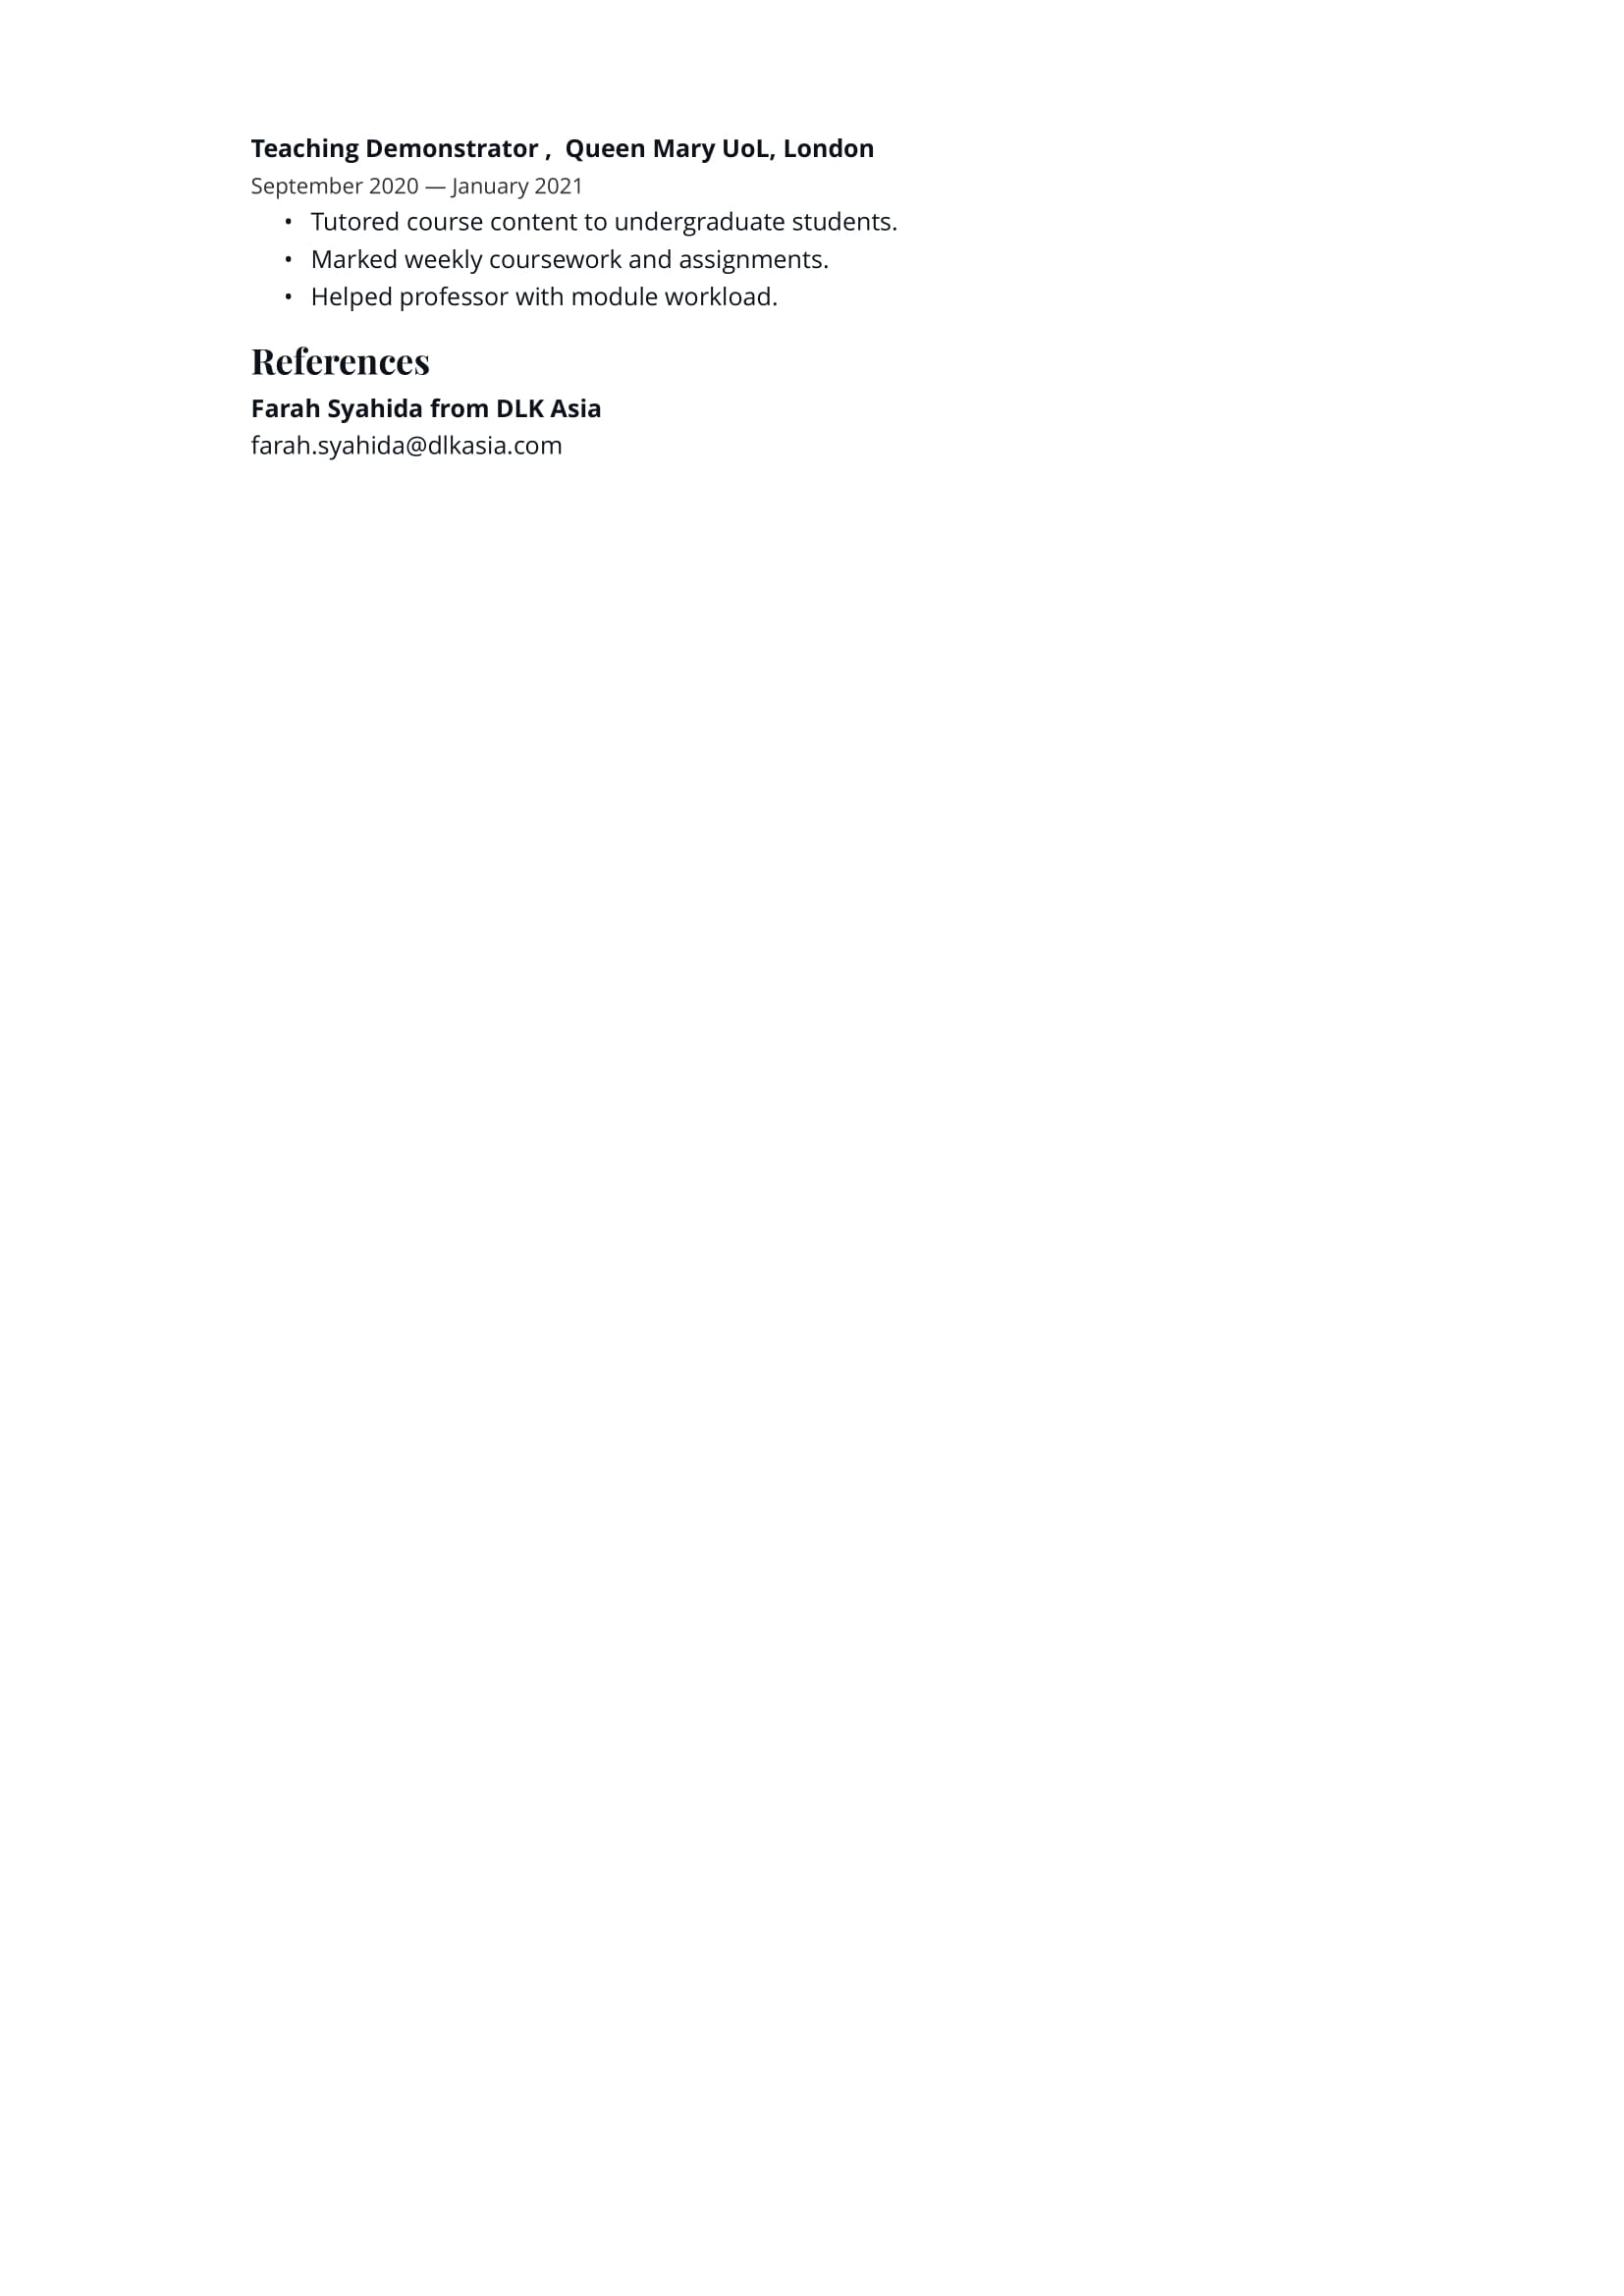 Teaching Demonstrator ,  Queen Mary UoL, London
September 2020 — January 2021
• Tutored course content to undergraduate students.
• Marked weekly coursework and assignments.
• Helped professor with module workload.
References
Farah Syahida from DLK Asia
farah.syahida@dlkasia.com